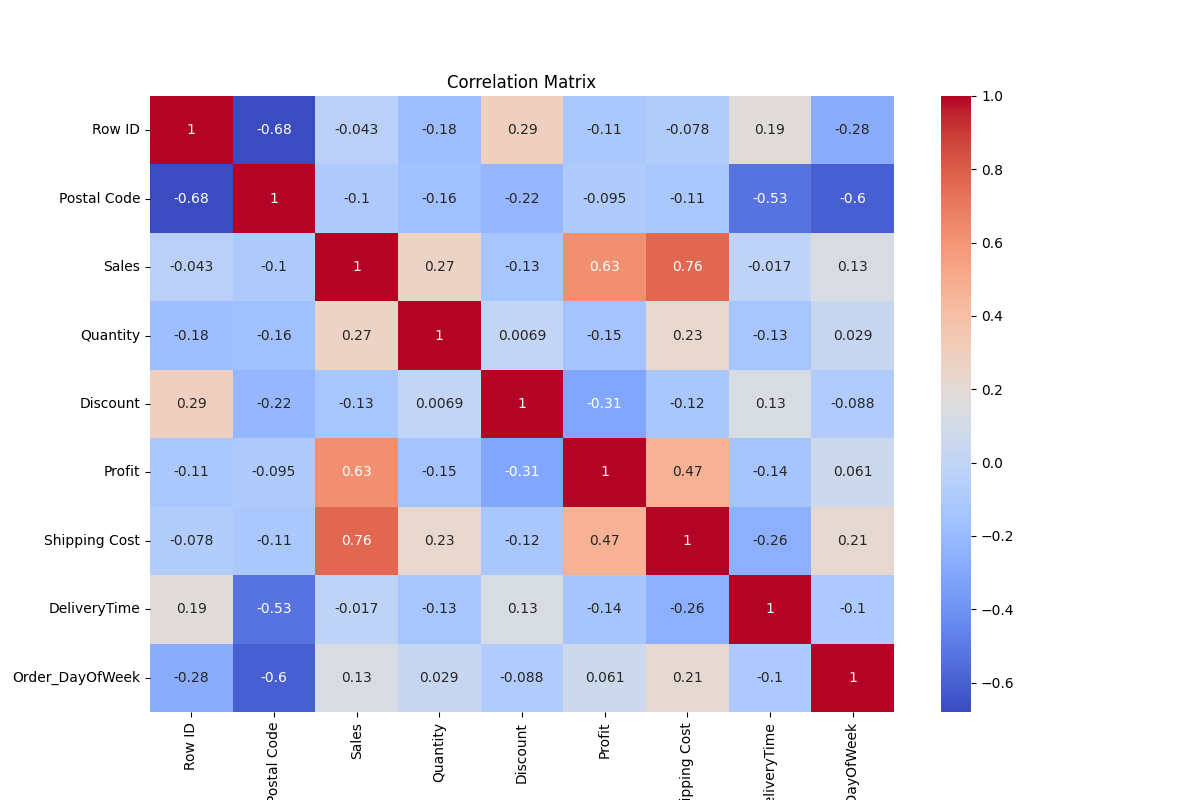 Correlation Matrix
Row ID 1 -0.68 -0.043 -0.18 0.29 -0.11 -0.078 0.19 -0.28
Postal Code -0.68 1 -0.1 -0.16 -0.22 -0.095 -0.11 -0.53 -0.6
Sales -0.043 -0.1 1 0.27 -0.13 0.63 0.76 -0.017 0.13
Quantity -0.18 -0.16 0.27 1 0.0069 -0.15 0.23 -0.13 0.029
Discount 0.29 -0.22 -0.13 0.0069 1 -0.31 -0.12 0.13 -0.088
Profit -0.11 -0.095 0.63 -0.15 -0.31 1 0.47 -0.14 0.061
Shipping Cost -0.078 -0.11 0.76 0.23 -0.12 0.47 1 -0.26 0.21
DeliveryTime 0.19 -0.53 -0.017 -0.13 0.13 -0.14 -0.26 1 -0.1
Order_DayOfWeek -0.28 -0.6 0.13 0.029 -0.088 0.061 0.21 -0.1 1
Row ID
Postal Code
Sales
Quantity
Discount
Profit
ipping Cost
eliveryTime
DayOfWeek
1.0
0.8
0.6
0.4
0.2
0.0
−0.2
−0.4
−0.6